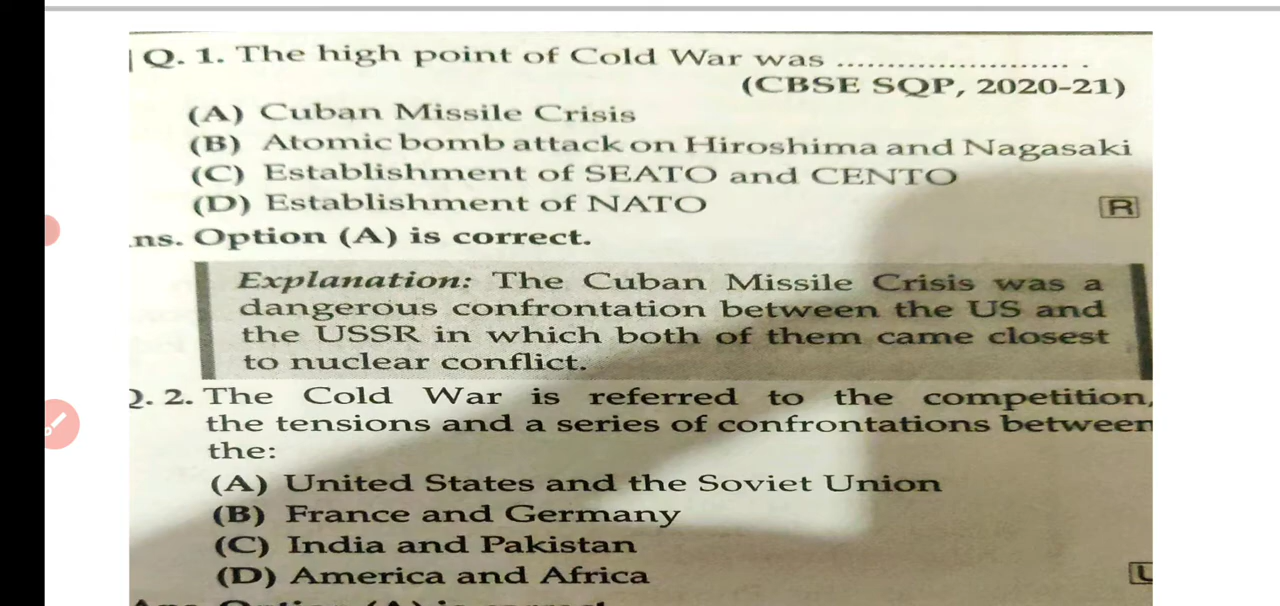 Q. 1. The high point of Cold War was ....................... .
(CBSE SQP, 2020-21)
(A) Cuban Missile Crisis
(B) Atomic bomb attack on Hiroshima and Nagasaki
(C) Establishment of SEATO and CENTO
(D) Establishment of NATO
R
ns. Option (A) is correct.
Explanation: The Cuban Missile Crisis was a
dangerous confrontation between the US and
the USSR in which both of them came closest
to nuclear conflict.
Q. 2. The Cold War is referred to the competition,
the tensions and a series of confrontations between
the:
(A) United States and the Soviet Union
(B) France and Germany
(C) India and Pakistan
(D) America and Africa
U
Ans. Option (A) is correct